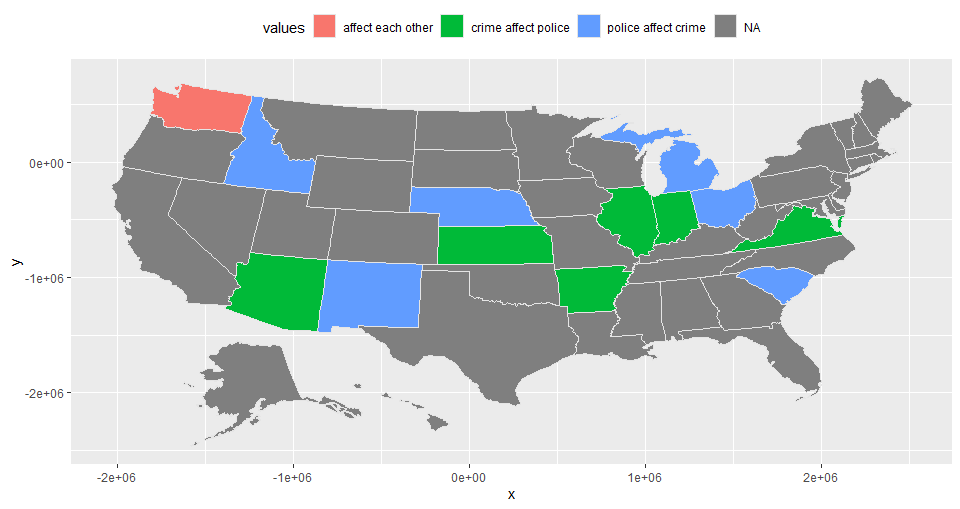 values affect each other crime affect police police affect crime NA
0e+00
-1e+06
-2e+06
y
-2e+06 -1e+06 0e+00 1e+06 2e+06
x